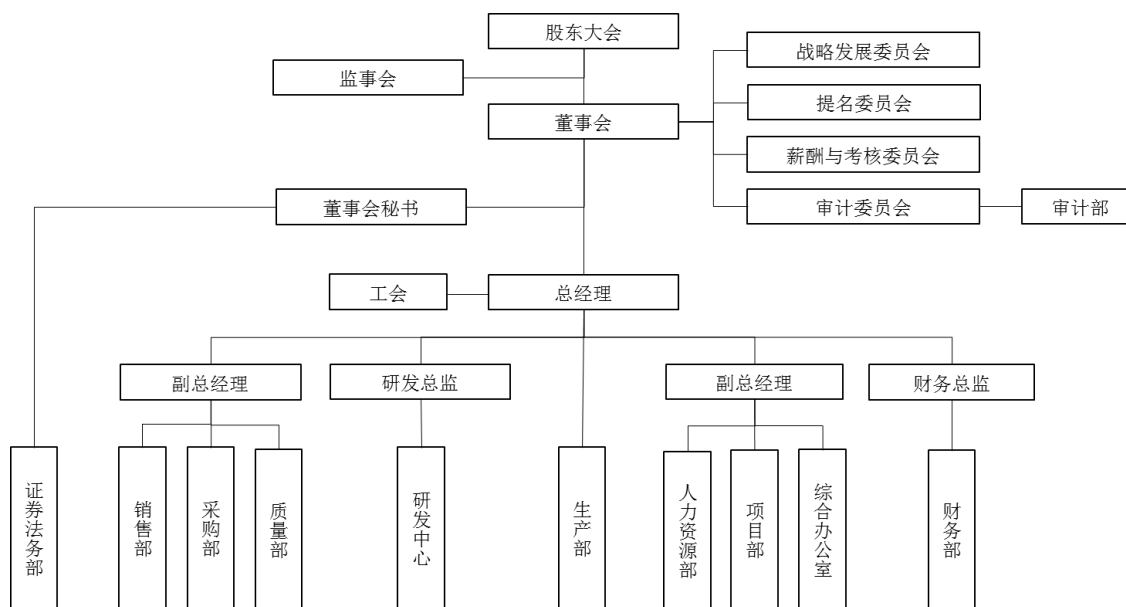 股东大会
战略发展委员会
监事会
提名委员会
董事会
薪酬与考核委员会
董事会秘书
审计委员会
审计部
工会
总经理
副总经理
研发总监
副总经理
财务总监
证券法务部
销售部
采购部
质量部
研发中心
生产部
人力资源部
项目部
综合办公室
财务部